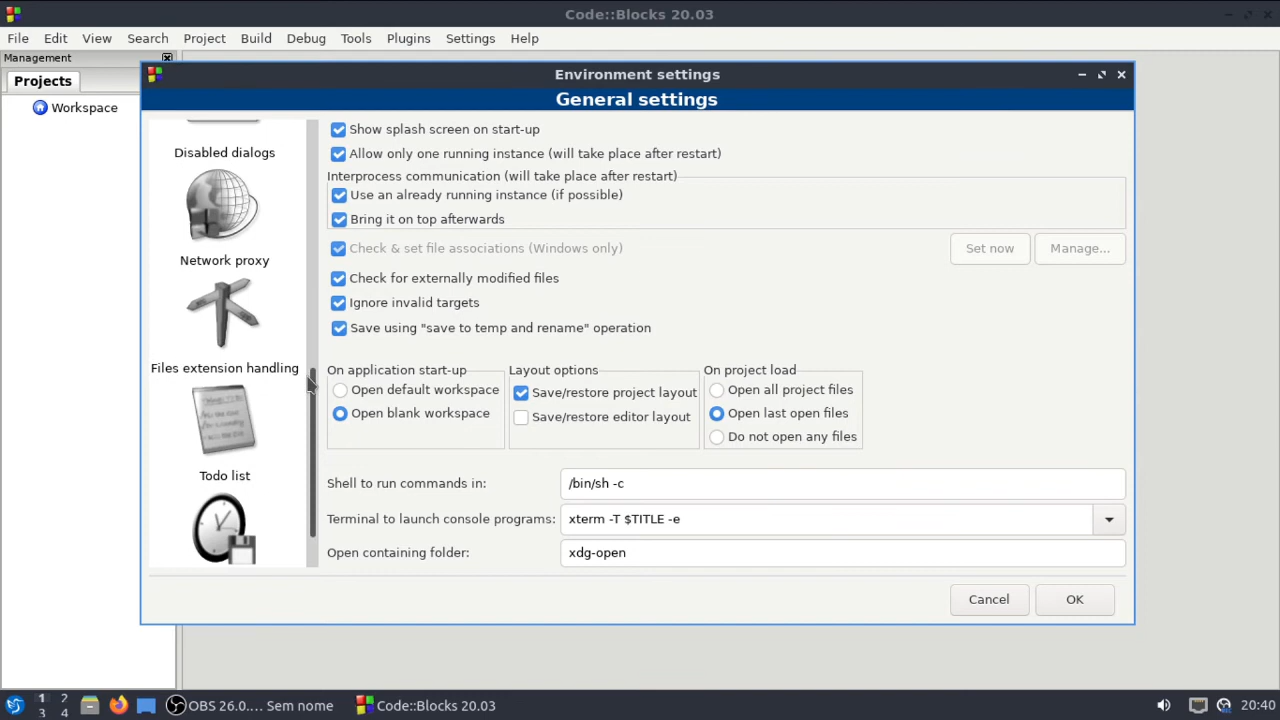 Code::Blocks 20.03
File Edit View Search Project Build Debug Tools Plugins Settings Help
Management
Projects
Workspace
Environment settings
General settings
Disabled dialogs
Network proxy
Files extension handling
Todo list
Show splash screen on start-up
Allow only one running instance (will take place after restart)
Interprocess communication (will take place after restart)
Use an already running instance (if possible)
Bring it on top afterwards
Check & set file associations (Windows only)
Set now
Manage...
Check for externally modified files
Ignore invalid targets
Save using "save to temp and rename" operation
On application start-up
Open default workspace
Open blank workspace
Layout options
Save/restore project layout
Save/restore editor layout
On project load
Open all project files
Open last open files
Do not open any files
Shell to run commands in: /bin/sh -c
Terminal to launch console programs: xterm -T $TITLE -e
Open containing folder: xdg-open
Cancel
OK
1 2
3 4
OBS 26.0.... Sem nome
Code::Blocks 20.03
20:40